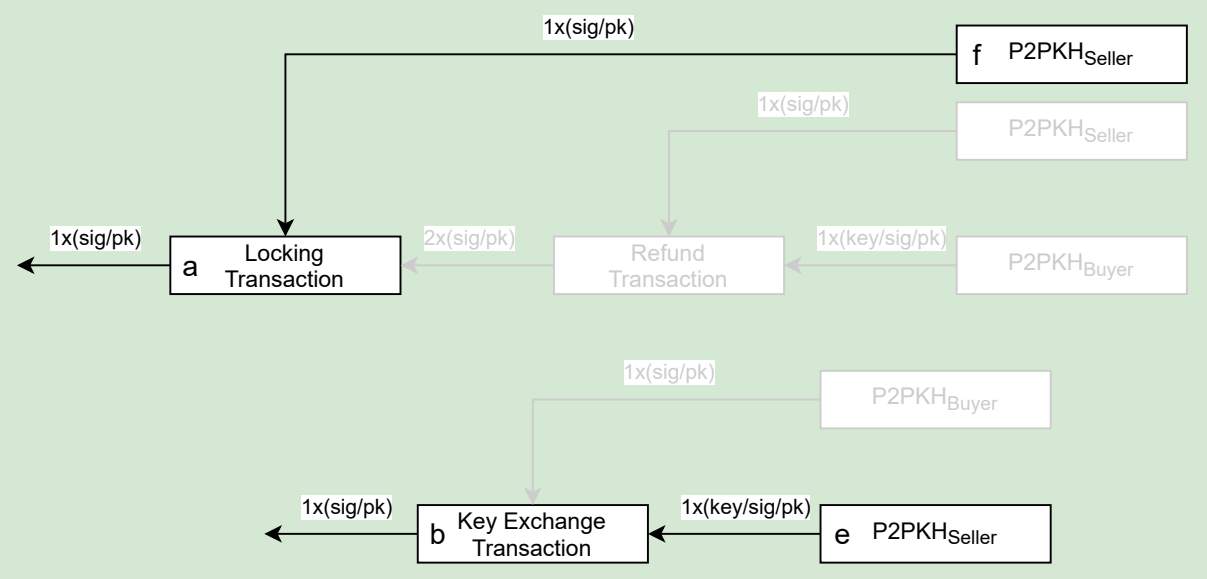 1x(sig/pk)
f P2PKHSeller
1x(sig/pk)
P2PKHSeller
1x(sig/pk)
a Locking
Transaction
2x(sig/pk)
Refund
Transaction
1x(key/sig/pk)
P2PKHBuyer
1x(sig/pk)
P2PKHBuyer
1x(sig/pk)
b Key Exchange
Transaction
1x(key/sig/pk)
e P2PKHSeller